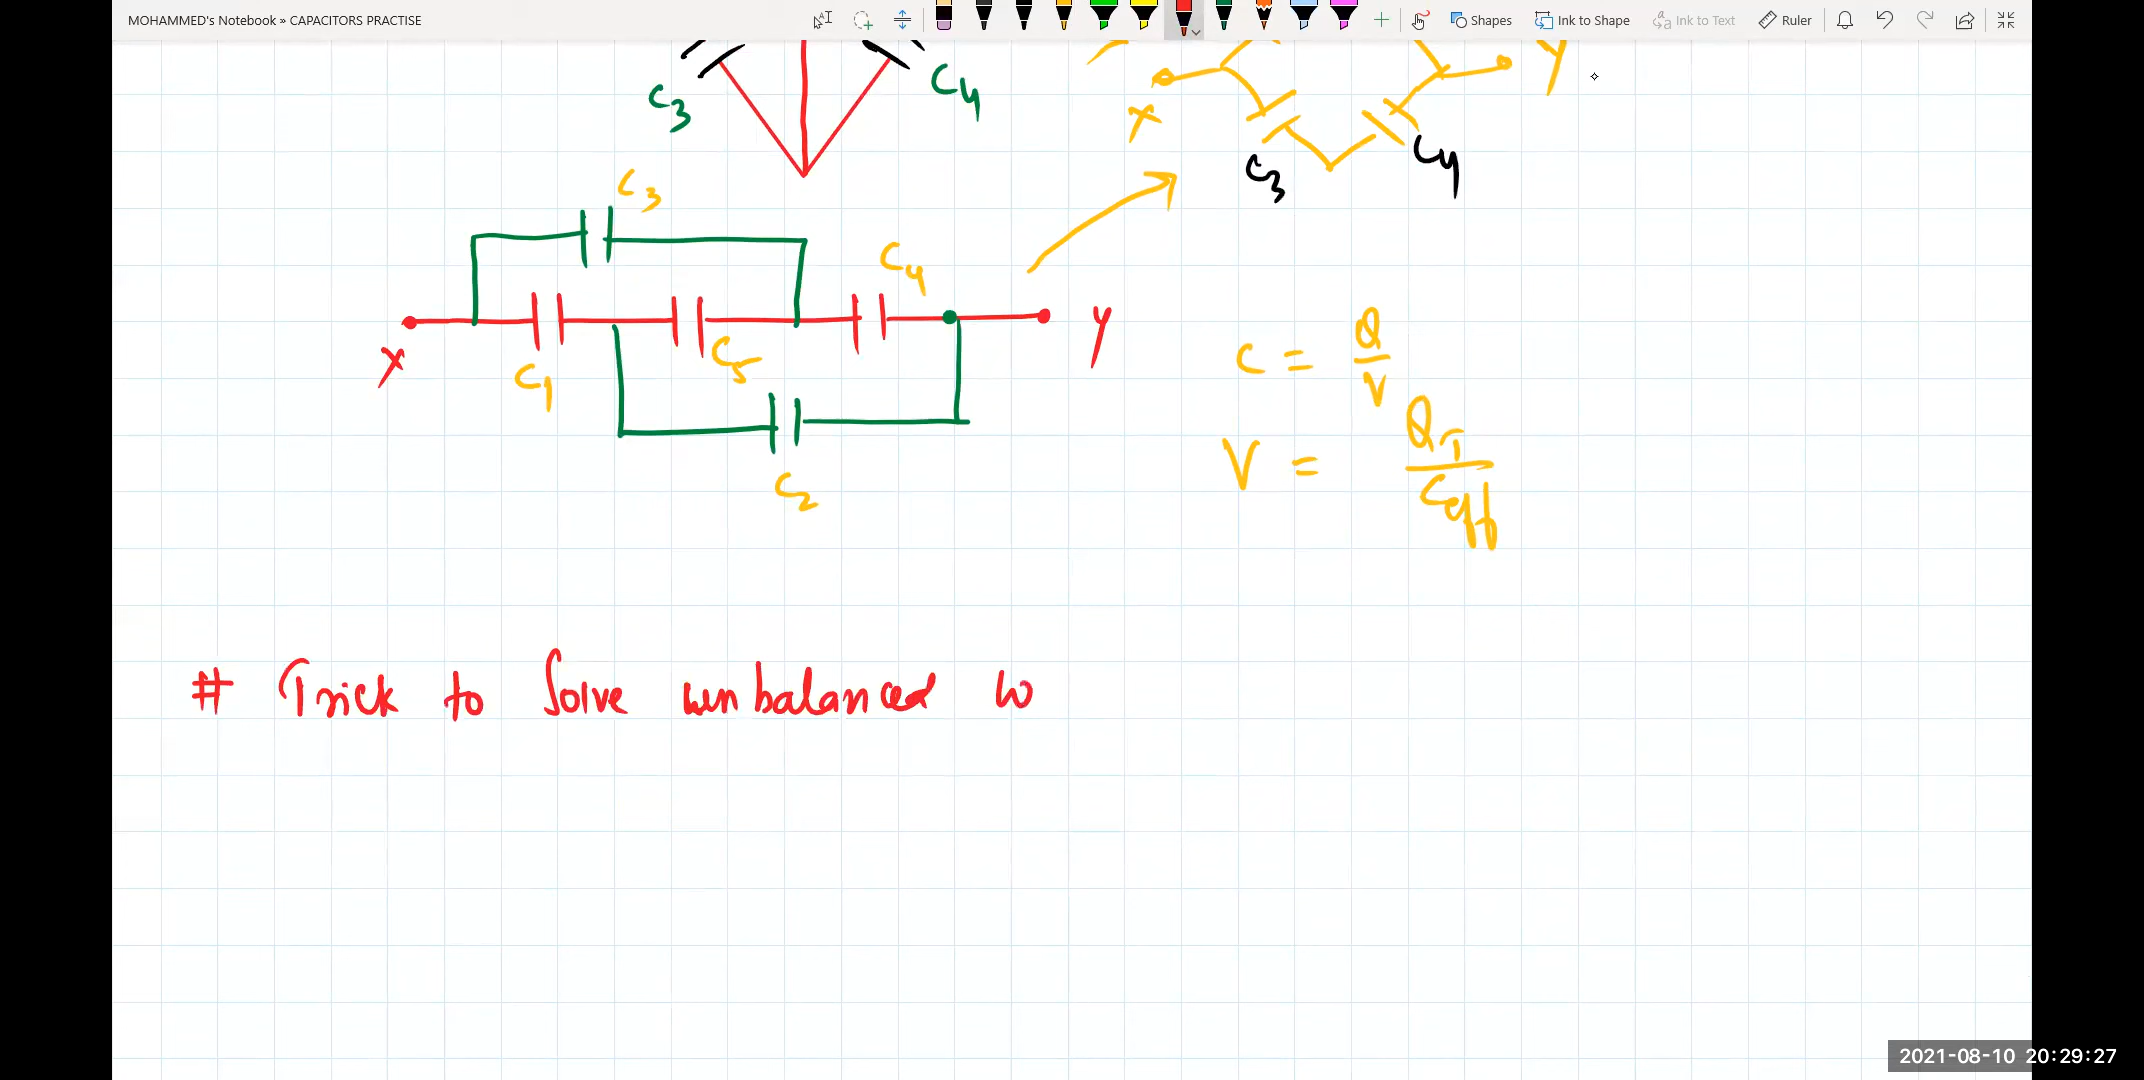 MOHAMMED's Notebook » CAPACITORS PRACTISE
Shapes
Ink to Shape
Ink to Text
Ruler
C3
C4
x
y
C3
C4
C3
C4
x
C1
C5
y
C2
C = Q/V
V = QT/Ceff
# Trick to Solve unbalanced w
2021-08-10 20:29:27